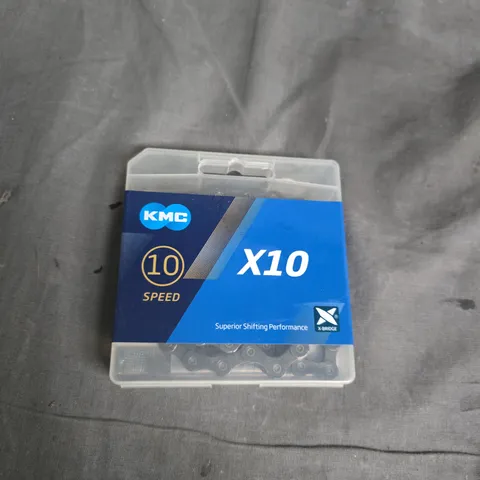 KMC
10
SPEED
X10
Superior Shifting Performance
X-BRIDGE